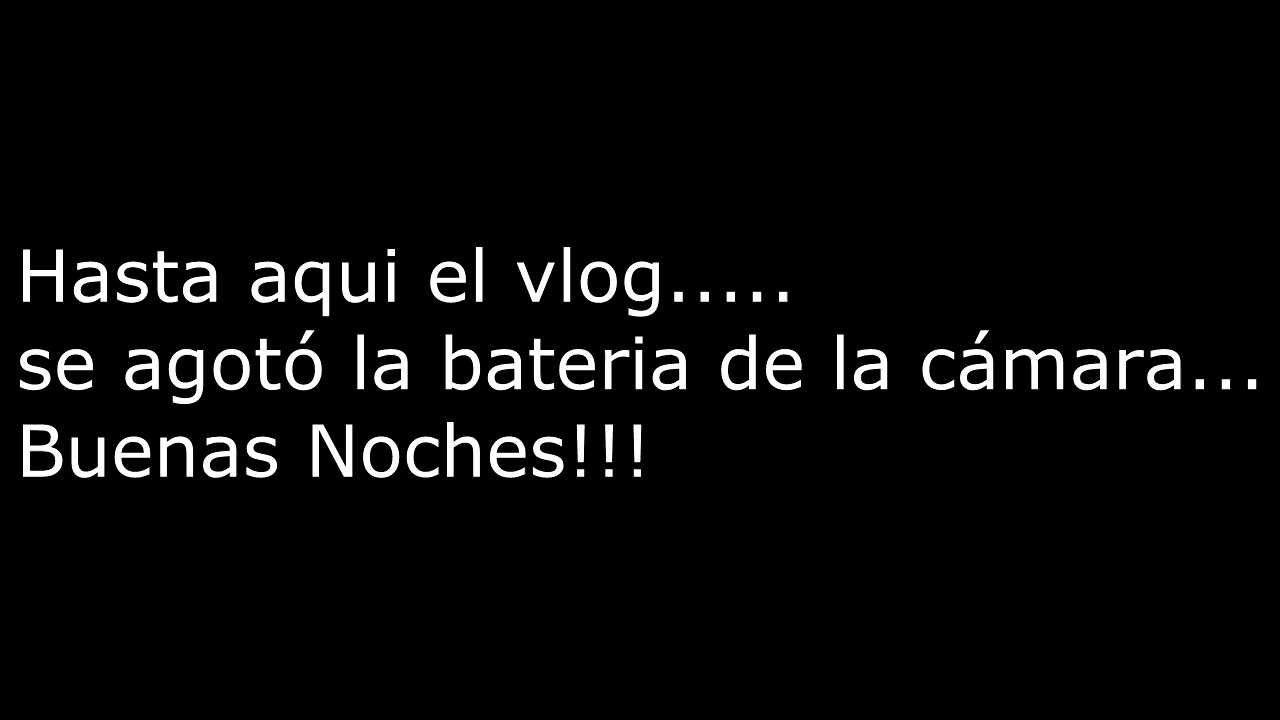 Hasta aqui el vlog.....
se agotó la bateria de la cámara...
Buenas Noches!!!